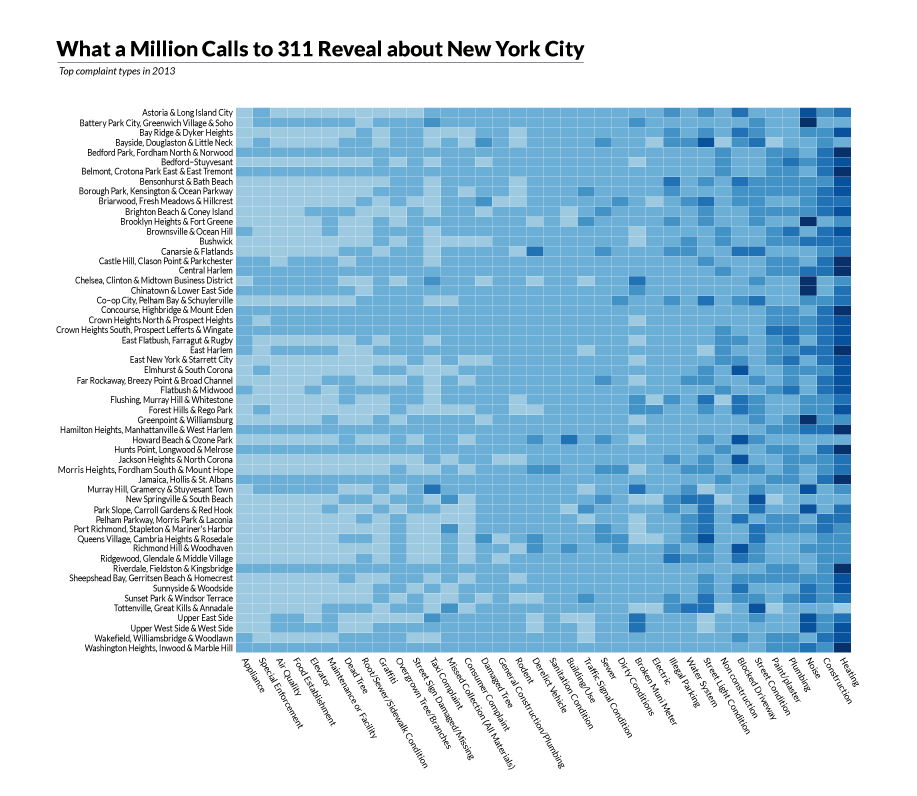 What a Million Calls to 311 Reveal about New York City
Top complaint types in 2013
Astoria & Long Island City
Battery Park City, Greenwich Village & Soho
Bay Ridge & Dyker Heights
Bayside, Douglaston & Little Neck
Bedford Park, Fordham North & Norwood
Bedford-Stuyvesant
Belmont, Crotona Park East & East Tremont
Bensonhurst & Bath Beach
Borough Park, Kensington & Ocean Parkway
Briarwood, Fresh Meadows & Hillcrest
Brighton Beach & Coney Island
Brooklyn Heights & Fort Greene
Brownsville & Ocean Hill
Bushwick
Canarsie & Flatlands
Castle Hill, Clason Point & Parkchester
Central Harlem
Chelsea, Clinton & Midtown Business District
Chinatown & Lower East Side
Co-op City, Pelham Bay & Schuylerville
Concourse, Highbridge & Mount Eden
Crown Heights North & Prospect Heights
Crown Heights South, Prospect Lefferts & Wingate
East Flatbush, Farragut & Rugby
East Harlem
East New York & Starrett City
Elmhurst & South Corona
Far Rockaway, Breezy Point & Broad Channel
Flatbush & Midwood
Flushing, Murray Hill & Whitestone
Forest Hills & Rego Park
Greenpoint & Williamsburg
Hamilton Heights, Manhattanville & West Harlem
Howard Beach & Ozone Park
Hunts Point, Longwood & Melrose
Jackson Heights & North Corona
Morris Heights, Fordham South & Mount Hope
Jamaica, Hollis & St. Albans
Murray Hill, Gramercy & Stuyvesant Town
New Springville & South Beach
Park Slope, Carroll Gardens & Red Hook
Pelham Parkway, Morris Park & Laconia
Port Richmond, Stapleton & Mariner's Harbor
Queens Village, Cambria Heights & Rosedale
Richmond Hill & Woodhaven
Ridgewood, Glendale & Middle Village
Riverdale, Fieldston & Kingsbridge
Sheepshead Bay, Gerritsen Beach & Homecrest
Sunnyside & Woodside
Sunset Park & Windsor Terrace
Tottenville, Great Kills & Annadale
Upper East Side
Upper West Side & West Side
Wakefield, Williamsbridge & Woodlawn
Washington Heights, Inwood & Marble Hill
Appliance
Special Enforcement
Air Quality
Food Establishment
Elevator
Maintenance or Facility
Dead Tree
Root/Sewer/Sidewalk Condition
Graffiti
Overgrown Tree/Branches
Street Sign Damaged/Missing
Taxi Complaint
Missed Collection (All Materials)
Consumer Complaint
Damaged Tree
General Construction/Plumbing
Rodent
Derelict Vehicle
Sanitation Condition
Building/Use
Traffic Signal Condition
Sewer
Dirty Conditions
Broken Muni Meter
Electric
Illegal Parking
Water System
Street Light Condition
Nonconstruction
Blocked Driveway
Street Condition
Paint/plaster
Plumbing
Noise
Construction
Heating